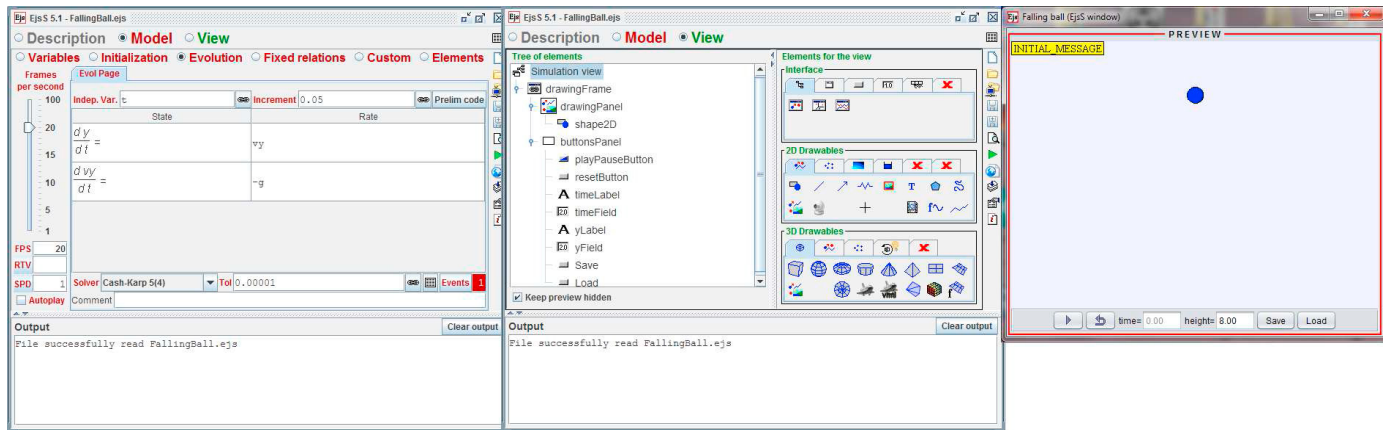 EjsS 5.1 - FallingBall.ejs
Description Model View
Variables Initialization Evolution Fixed relations Custom Elements
Frames
per second
Evol Page
100
20
15
10
5
1
Indep. Var. t Increment 0.05 Prelim code
State Rate
dy
dt = vy
d vy
dt = -g
FPS 20
RTV
SPD 1
Autoplay
Solver Cash-Karp 5(4) Tol 0.00001 Events 1
Comment
Output Clear output
File successfully read FallingBall.ejs
EjsS 5.1 - FallingBall.ejs
Description Model View
Tree of elements
Simulation view
drawingFrame
drawingPanel
shape2D
buttonsPanel
playPauseButton
resetButton
timeLabel
timeField
yLabel
yField
Save
Load
Keep preview hidden
Elements for the view
Interface
2D Drawables
3D Drawables
Output Clear output
File successfully read FallingBall.ejs
Falling ball (EjsS window)
PREVIEW
INITIAL_MESSAGE
time= 0.00 height= 8.00 Save Load